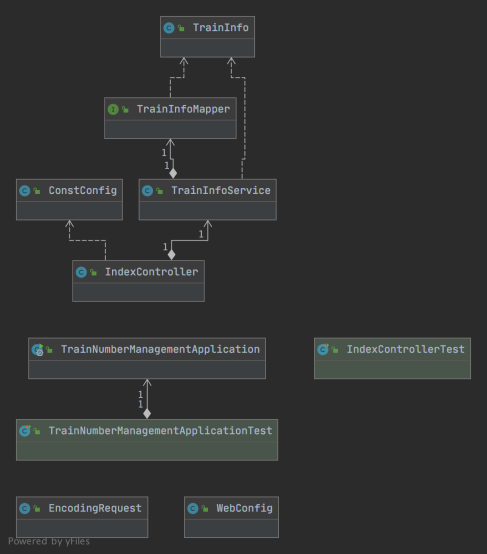 TrainInfo
TrainInfoMapper
1
1
ConstConfig
TrainInfoService
1
1
IndexController
TrainNumberManagementApplication
IndexControllerTest
1
1
TrainNumberManagementApplicationTest
EncodingRequest
WebConfig
Powered by yFiles